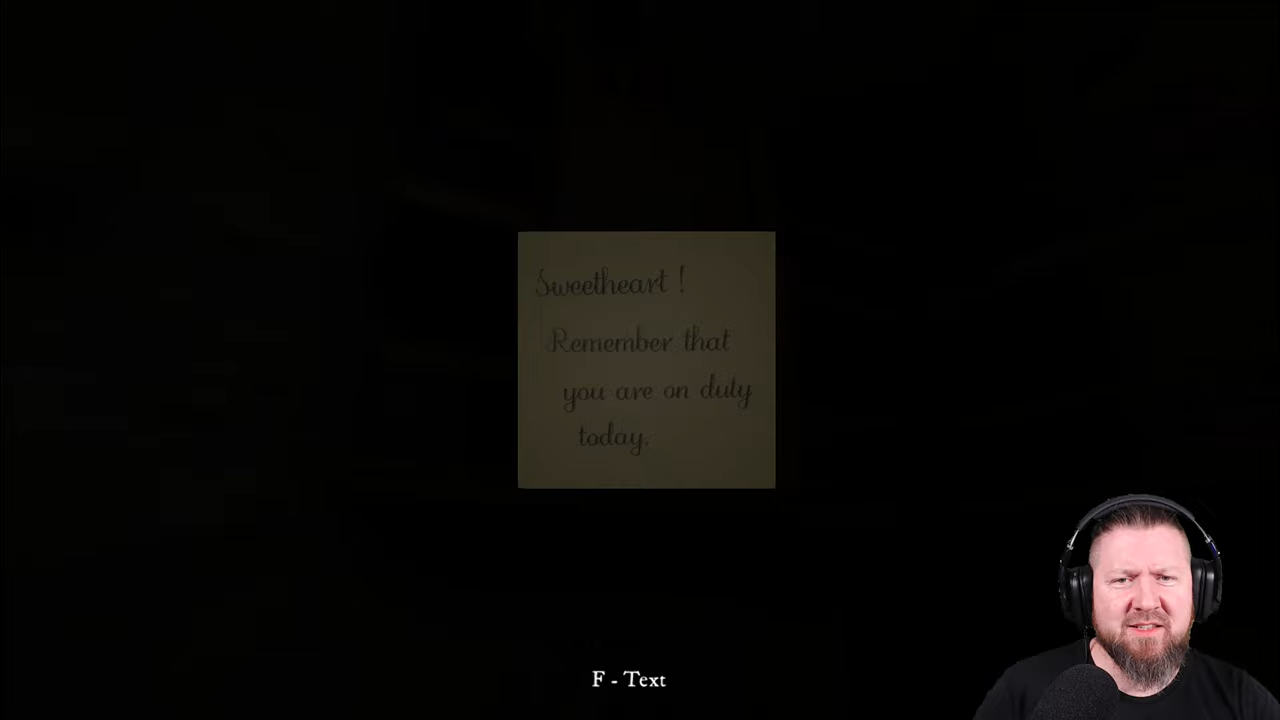 Sweetheart !
Remember that
you are on duty
today.
F - Text